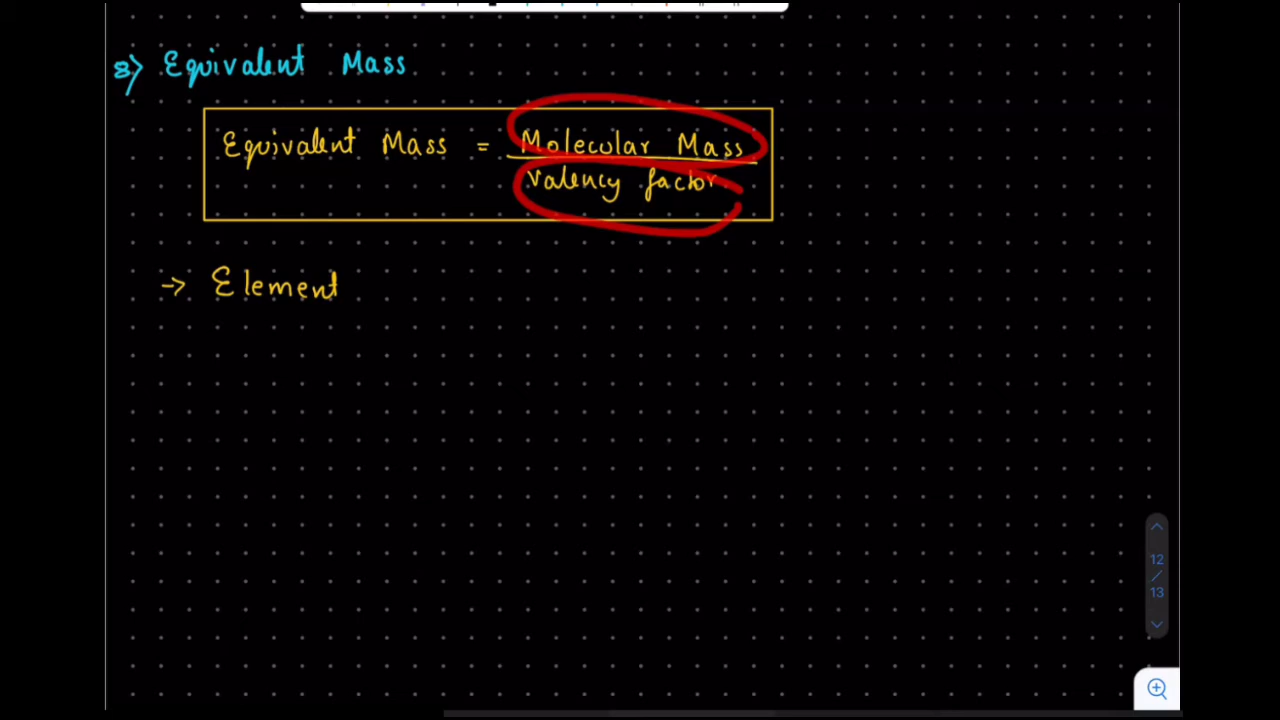 8) Equivalent Mass
Equivalent Mass = Molecular Mass
Valency factor
-> Element
12
/
13